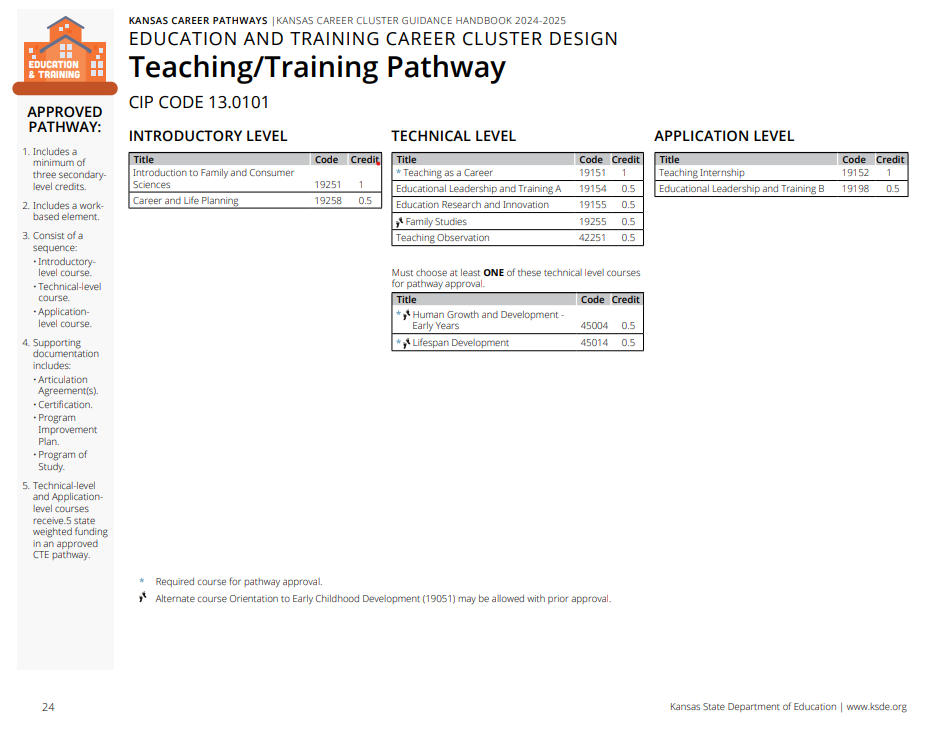 EDUCATION
& TRAINING
APPROVED
PATHWAY:
1. Includes a
minimum of
three secondary-
level credits.
2. Includes a work-
based element.
3. Consist of a
sequence:
• Introductory-
level course.
• Technical-level
course.
• Application-
level course.
4. Supporting
documentation
includes:
• Articulation
Agreement(s).
• Certification.
• Program
Improvement
Plan.
• Program of
Study.
5. Technical-level
and Application-
level courses
receive.5 state
weighted funding
in an approved
CTE pathway.
KANSAS CAREER PATHWAYS | KANSAS CAREER CLUSTER GUIDANCE HANDBOOK 2024-2025
EDUCATION AND TRAINING CAREER CLUSTER DESIGN
Teaching/Training Pathway
CIP CODE 13.0101
INTRODUCTORY LEVEL
Title Code Credit
Introduction to Family and Consumer
Sciences 19251 1
Career and Life Planning 19258 0.5
TECHNICAL LEVEL
Title Code Credit
* Teaching as a Career 19151 1
Educational Leadership and Training A 19154 0.5
Education Research and Innovation 19155 0.5
Family Studies 19255 0.5
Teaching Observation 42251 0.5
Must choose at least ONE of these technical level courses
for pathway approval.
Title Code Credit
* Human Growth and Development -
Early Years 45004 0.5
* Lifespan Development 45014 0.5
APPLICATION LEVEL
Title Code Credit
Teaching Internship 19152 1
Educational Leadership and Training B 19198 0.5
* Required course for pathway approval.
Alternate course Orientation to Early Childhood Development (19051) may be allowed with prior approval.
24
Kansas State Department of Education | www.ksde.org